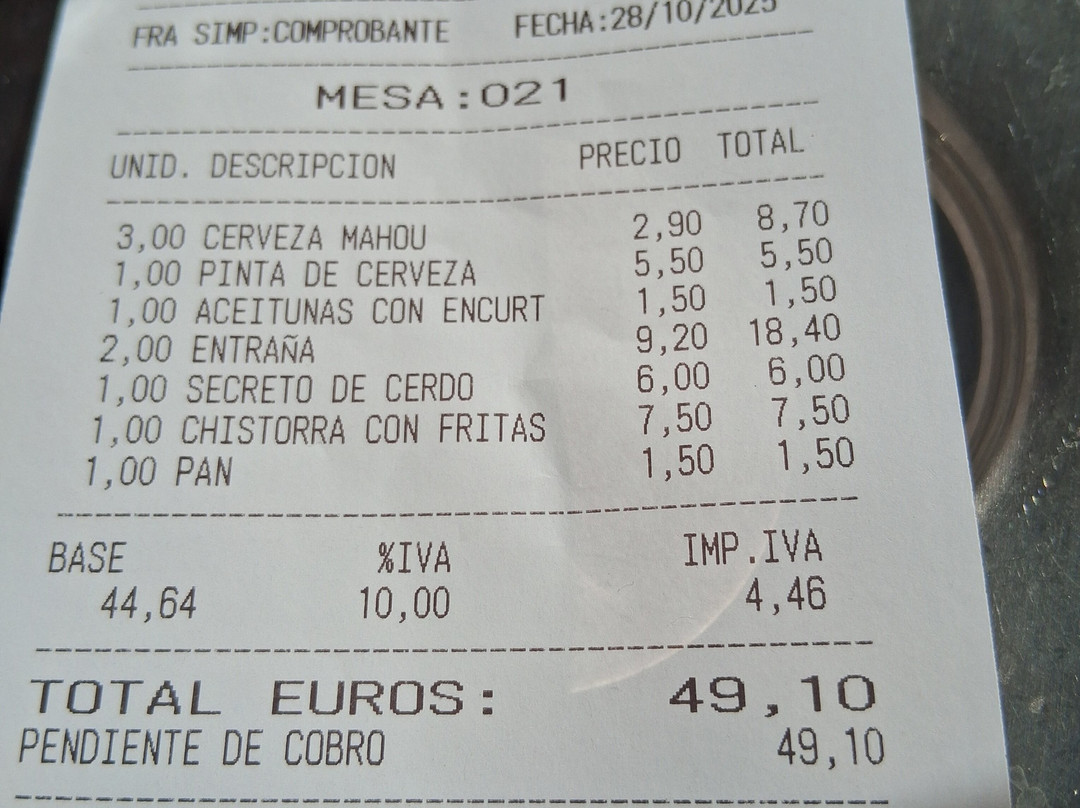 FRA SIMP:COMPROBANTE FECHA:28/10/2025
MESA:021
UNID. DESCRIPCION PRECIO TOTAL
3,00 CERVEZA MAHOU 2,90 8,70
1,00 PINTA DE CERVEZA 5,50 5,50
1,00 ACEITUNAS CON ENCURT 1,50 1,50
2,00 ENTRAÑA 9,20 18,40
1,00 SECRETO DE CERDO 6,00 6,00
1,00 CHISTORRA CON FRITAS 7,50 7,50
1,00 PAN 1,50 1,50
BASE %IVA IMP.IVA
44,64 10,00 4,46
TOTAL EUROS: 49,10
PENDIENTE DE COBRO 49,10